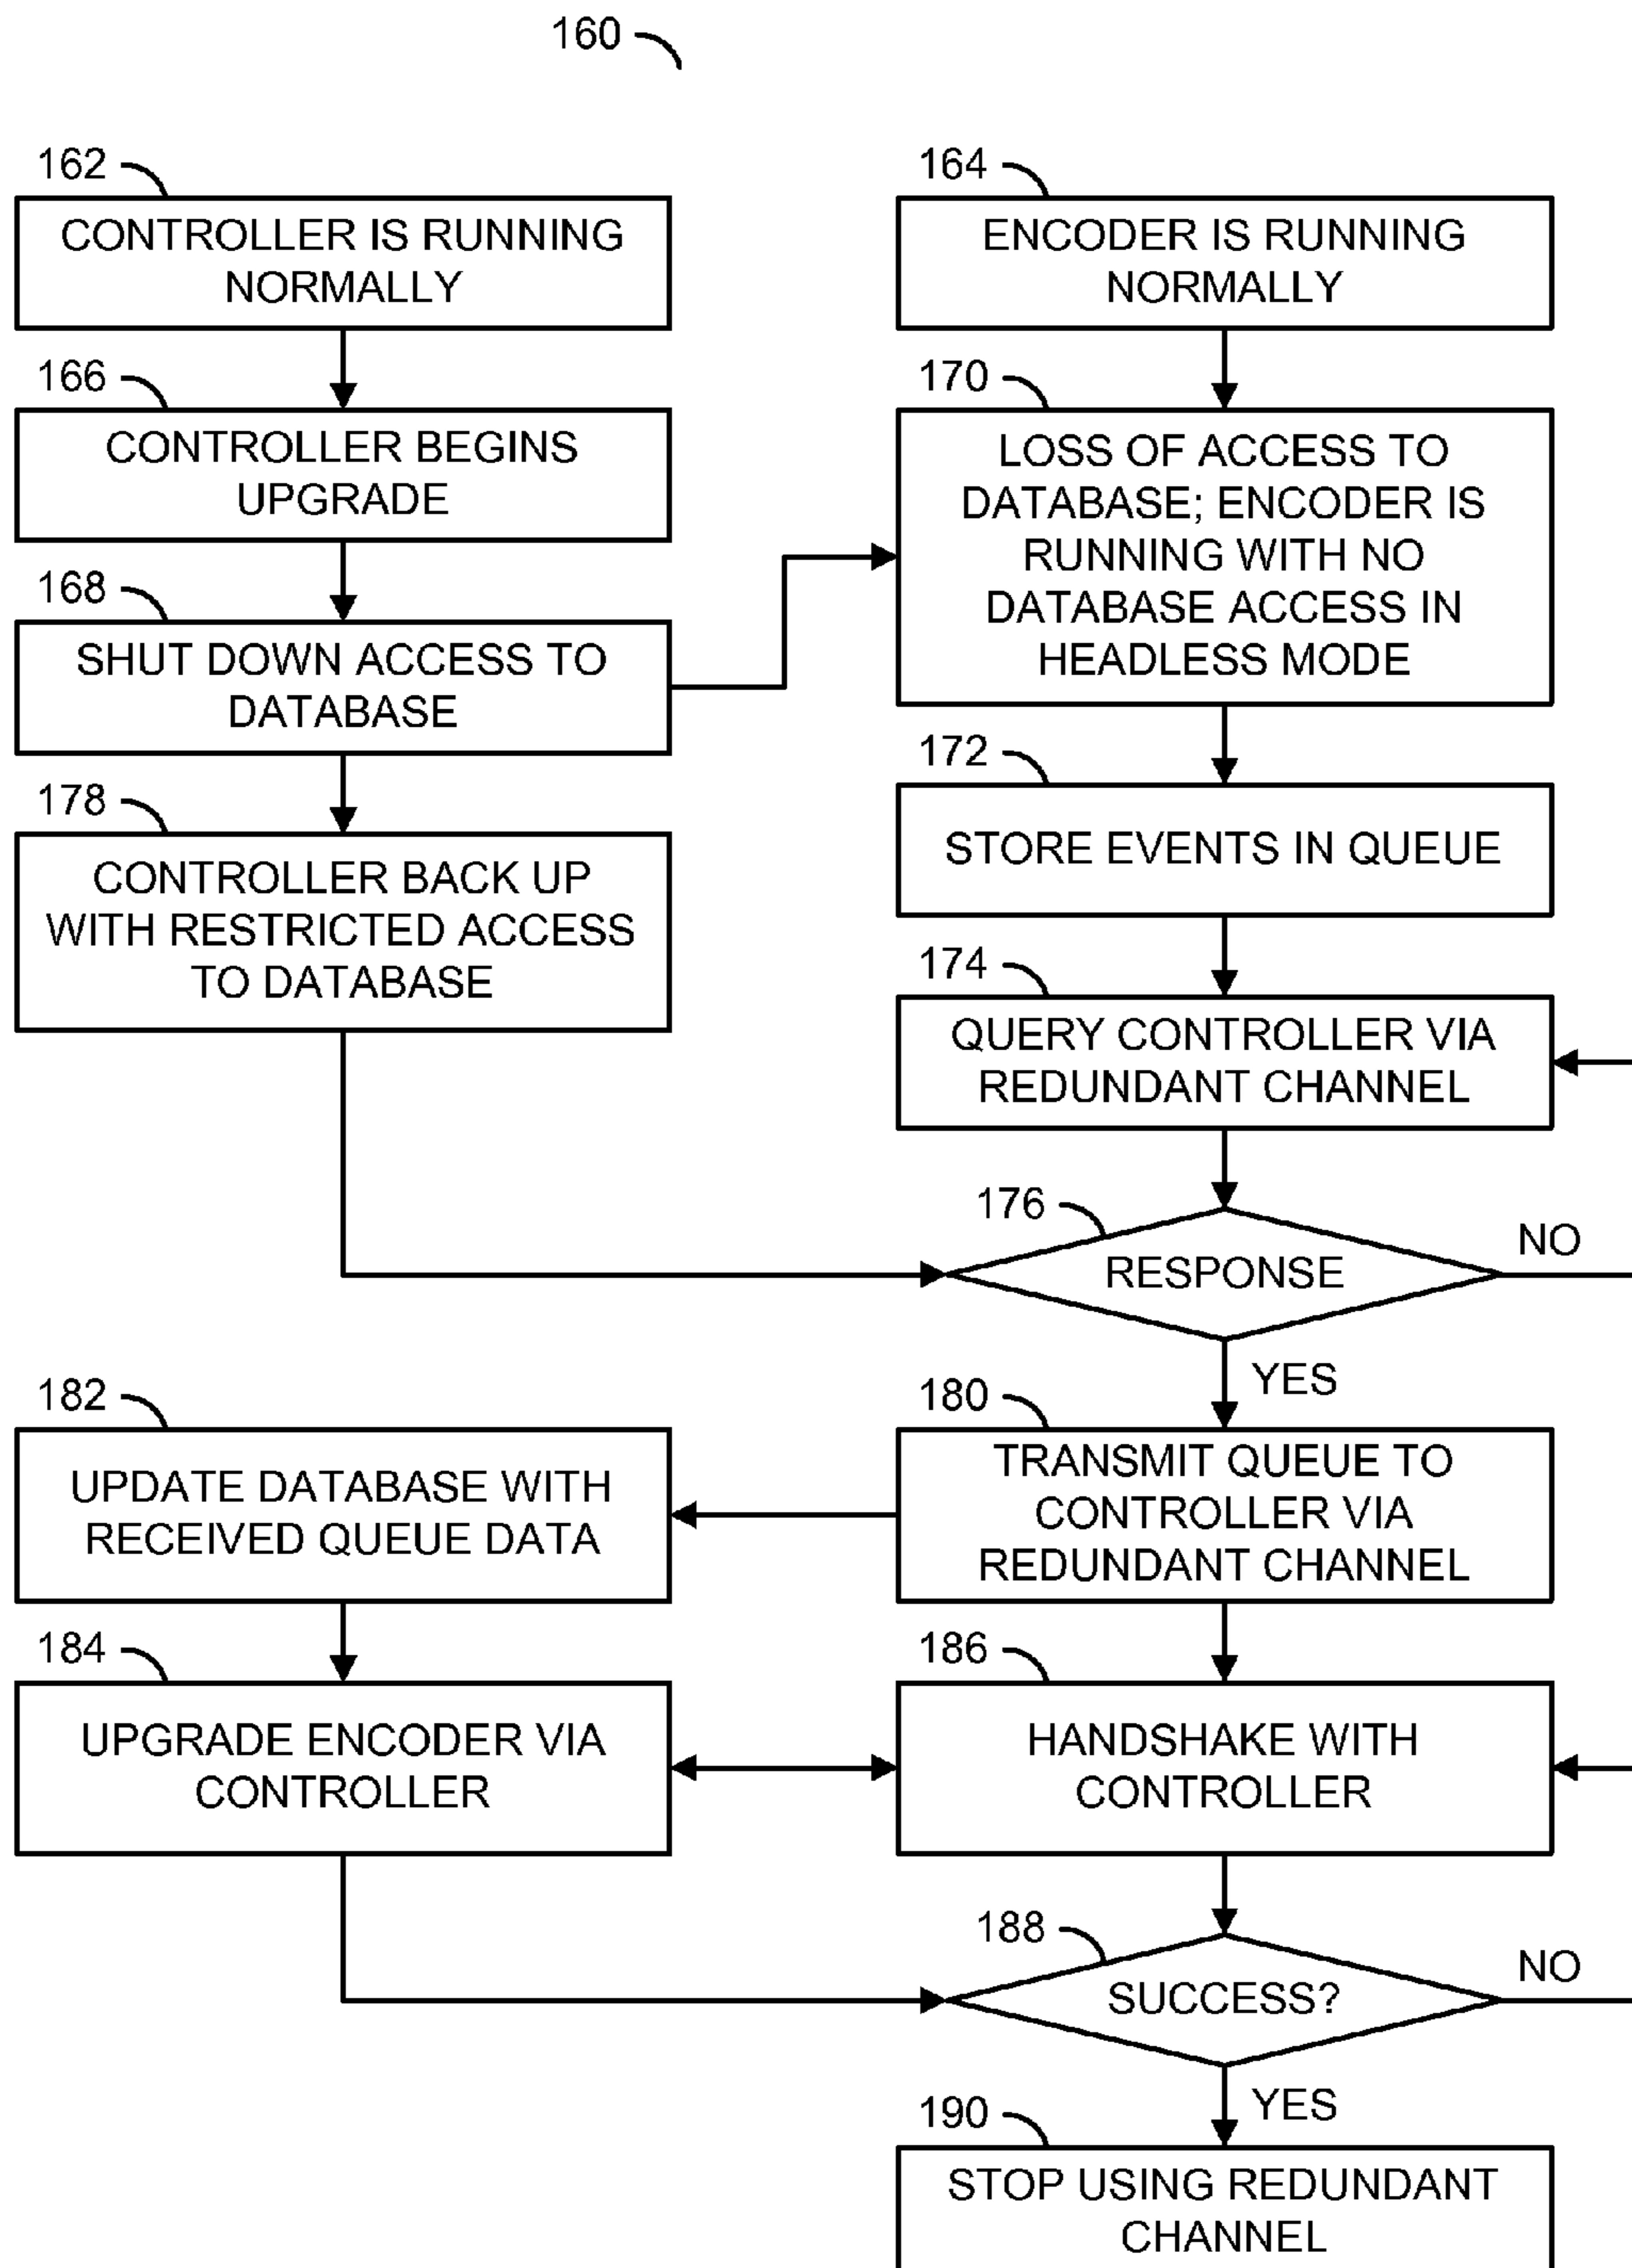 160
162
CONTROLLER IS RUNNING
NORMALLY
164
ENCODER IS RUNNING
NORMALLY
166
CONTROLLER BEGINS
UPGRADE
170
LOSS OF ACCESS TO
DATABASE; ENCODER IS
RUNNING WITH NO
DATABASE ACCESS IN
HEADLESS MODE
168
SHUT DOWN ACCESS TO
DATABASE
172
STORE EVENTS IN QUEUE
178
CONTROLLER BACK UP
WITH RESTRICTED ACCESS
TO DATABASE
174
QUERY CONTROLLER VIA
REDUNDANT CHANNEL
176
RESPONSE
NO
YES
182
UPDATE DATABASE WITH
RECEIVED QUEUE DATA
180
TRANSMIT QUEUE TO
CONTROLLER VIA
REDUNDANT CHANNEL
184
UPGRADE ENCODER VIA
CONTROLLER
186
HANDSHAKE WITH
CONTROLLER
188
SUCCESS?
NO
YES
190
STOP USING REDUNDANT
CHANNEL